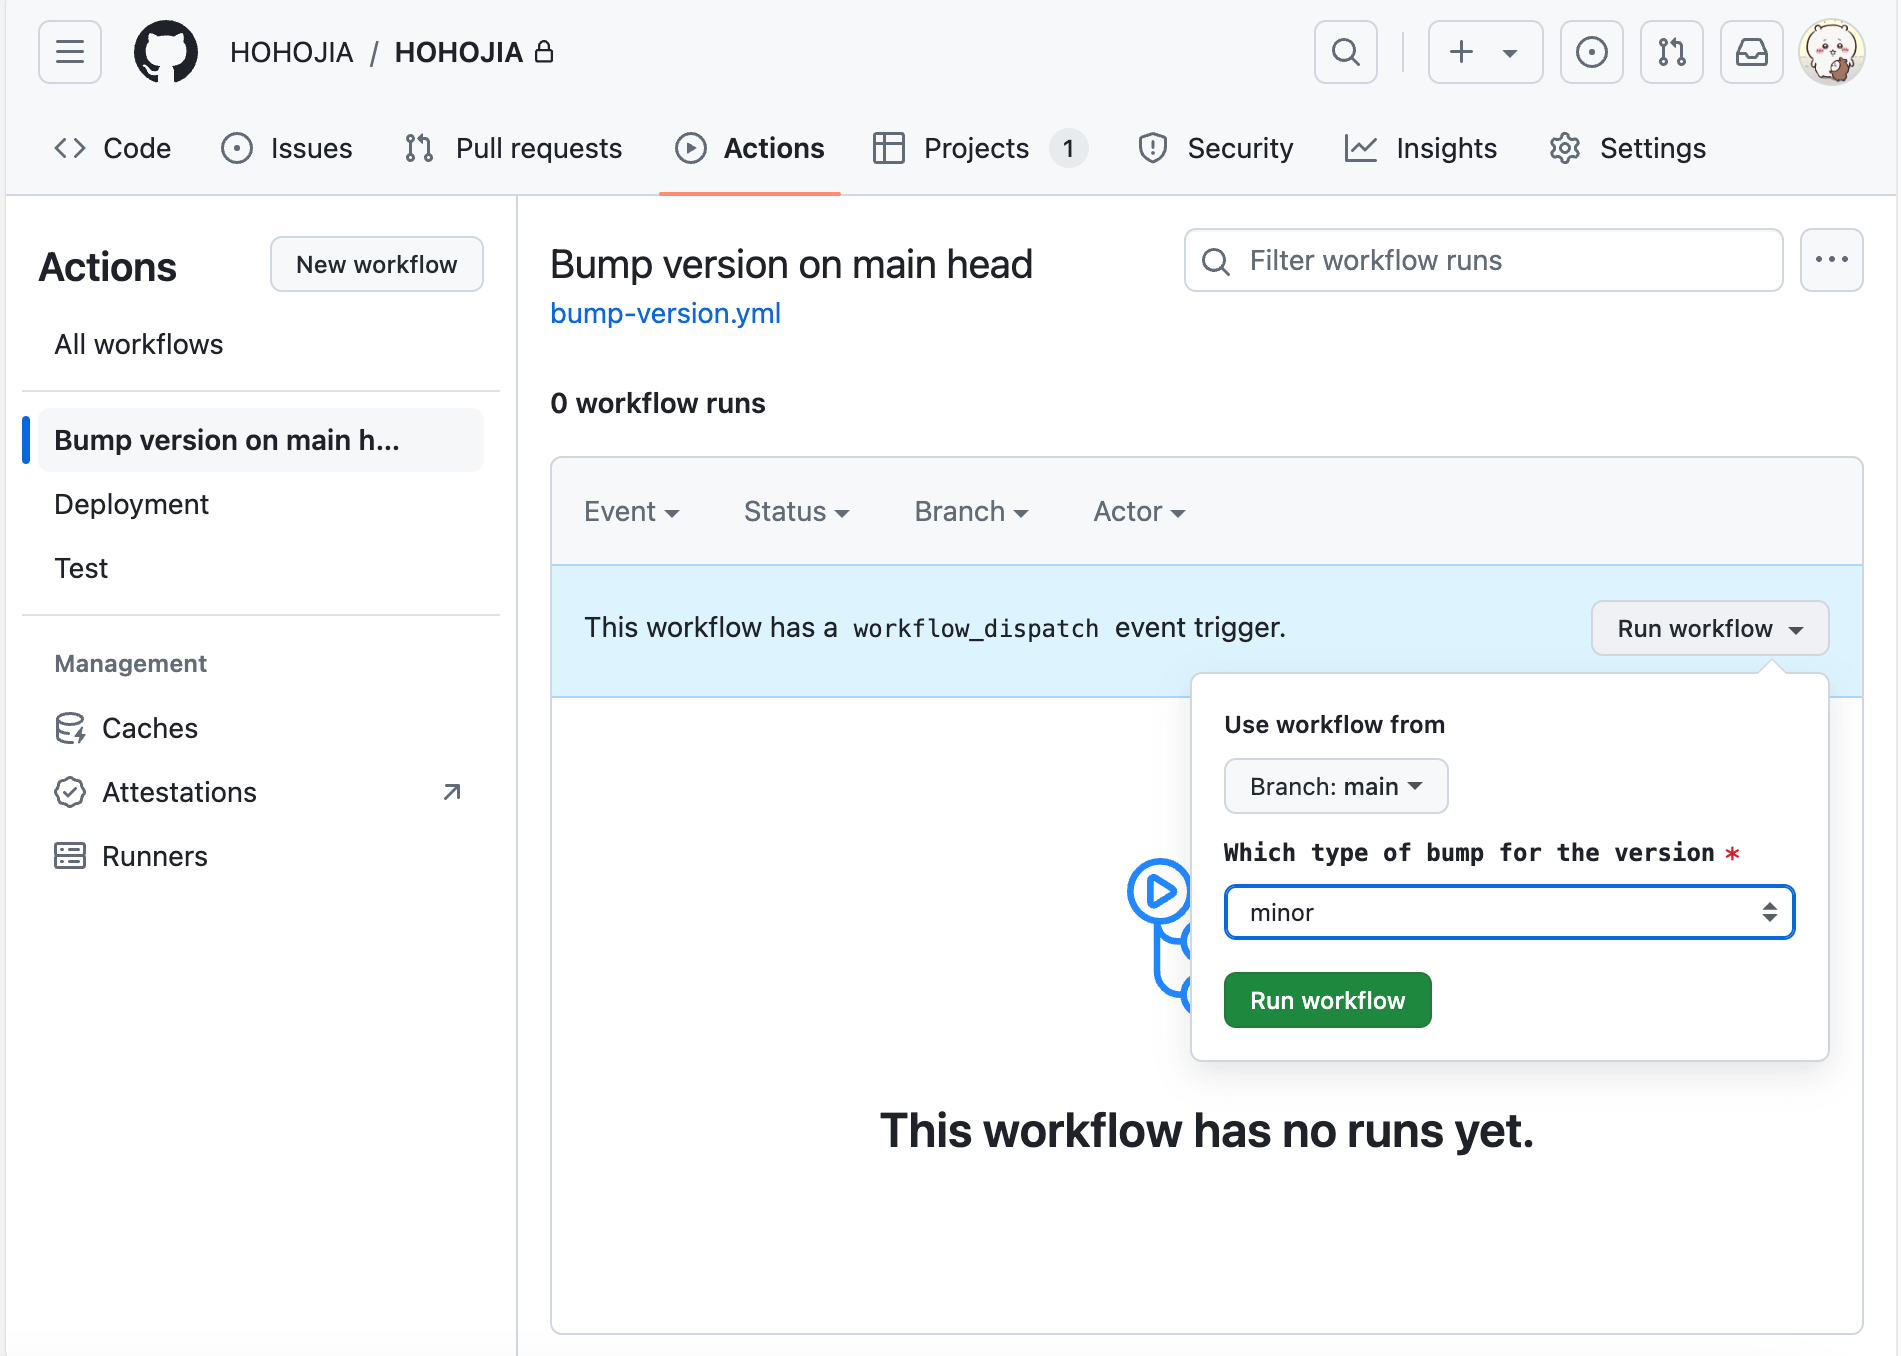 HOHOJIA / HOHOJIA
Code Issues Pull requests Actions Projects 1 Security Insights Settings
Actions
New workflow
All workflows
Bump version on main h...
Deployment
Test
Management
Caches
Attestations
Runners
Bump version on main head
bump-version.yml
Filter workflow runs
0 workflow runs
Event Status Branch Actor
This workflow has a workflow_dispatch event trigger.
Run workflow
Use workflow from
Branch: main
Which type of bump for the version *
minor
Run workflow
This workflow has no runs yet.